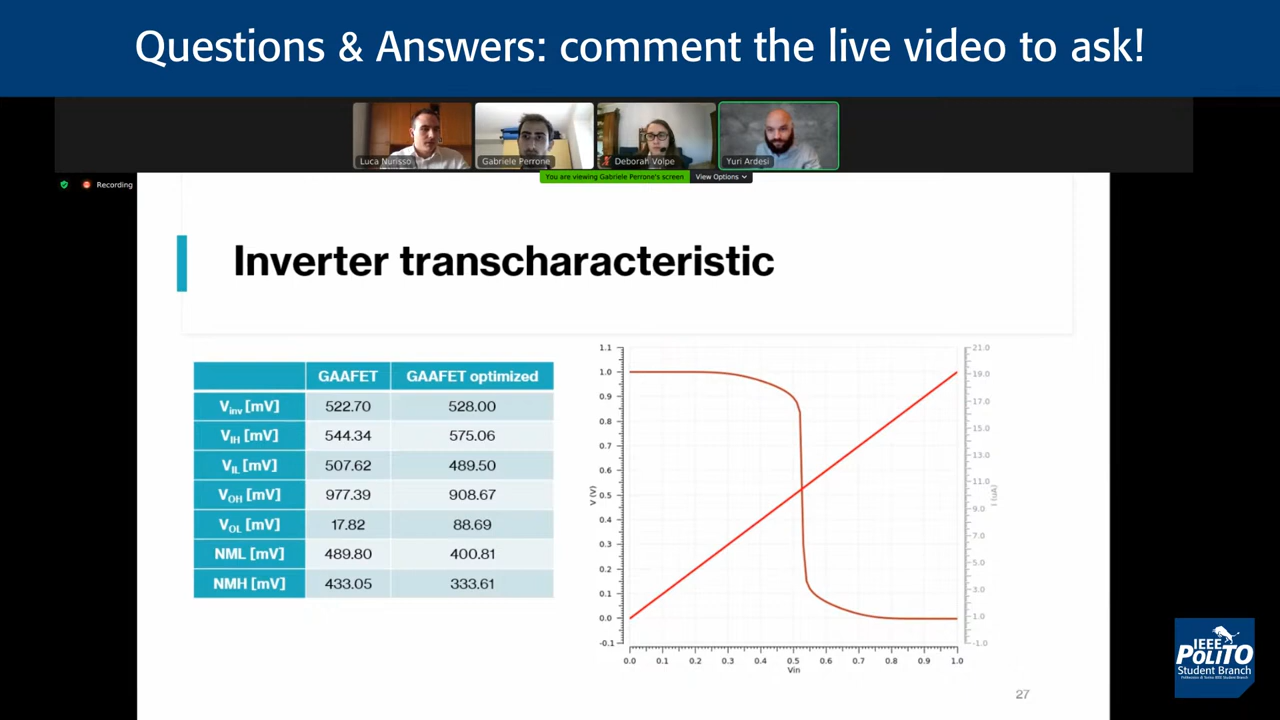 Questions & Answers: comment the live video to ask!
Luca Nurisso
Gabriele Perrone
Deborah Volpe
Yuri Ardesi
You are viewing Gabriele Perrone's screen
View Options
Recording
Inverter transcharacteristic
GAAFET GAAFET optimized
Vinv [mV] 522.70 528.00
VIH [mV] 544.34 575.06
VIL [mV] 507.62 489.50
VOH [mV] 977.39 908.67
VOL [mV] 17.82 88.69
NML [mV] 489.80 400.81
NMH [mV] 433.05 333.61
1.1
1.0
0.9
0.8
0.7
0.6
0.5
0.4
0.3
0.2
0.1
0.0
-0.1
V (V)
21.0
19.0
17.0
15.0
13.0
11.0
9.0
7.0
5.0
3.0
1.0
-1.0
I (uA)
0.0 0.1 0.2 0.3 0.4 0.5 0.6 0.7 0.8 0.9 1.0
Vin
27
IEEE
POLITO
Student Branch
Politecnico di Torino IEEE Student Branch